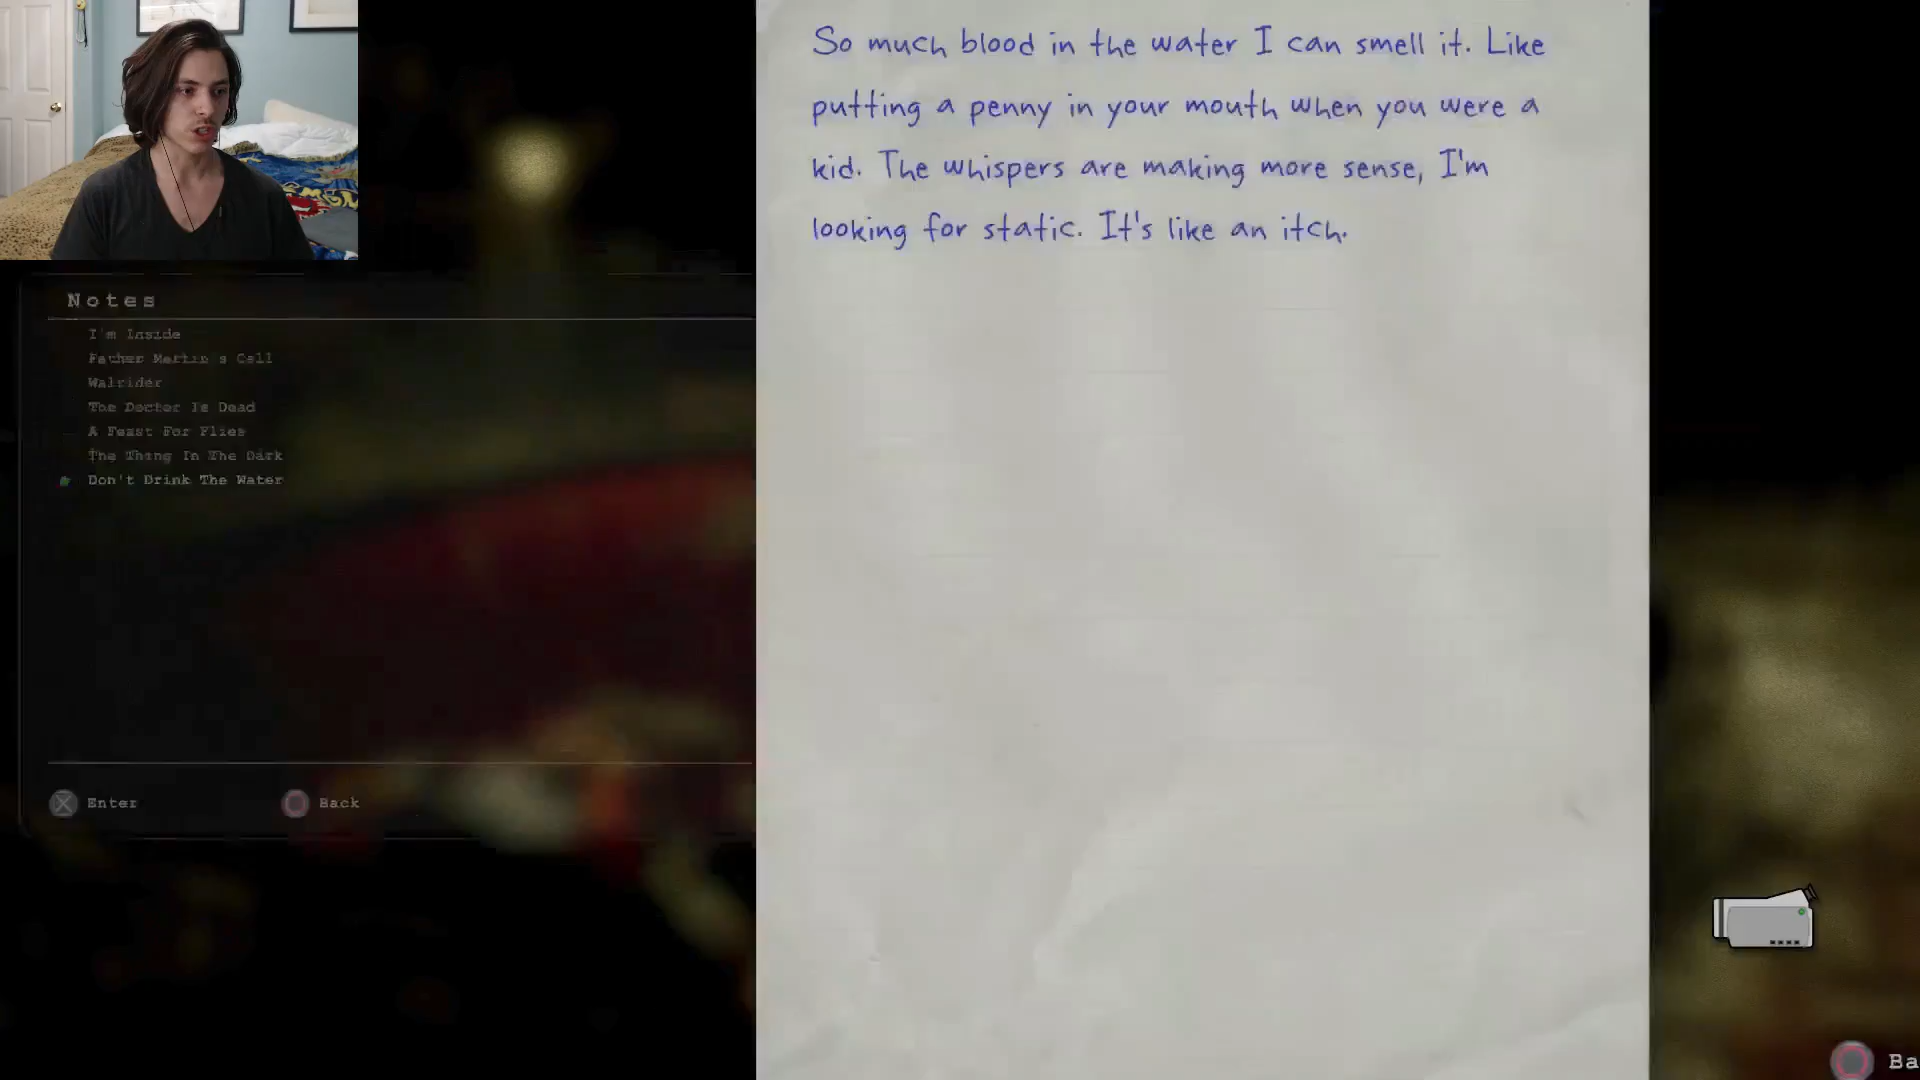 So much blood in the water I can smell it. Like
putting a penny in your mouth when you were a
kid. The whispers are making more sense, I'm
looking for static. It's like an itch.
Notes
I'm Inside
Father Martin's Cell
Walrider
The Doctor Is Dead
A Feast For Flies
The Thing In The Dark
Don't Drink The Water
Enter
Back
Ba